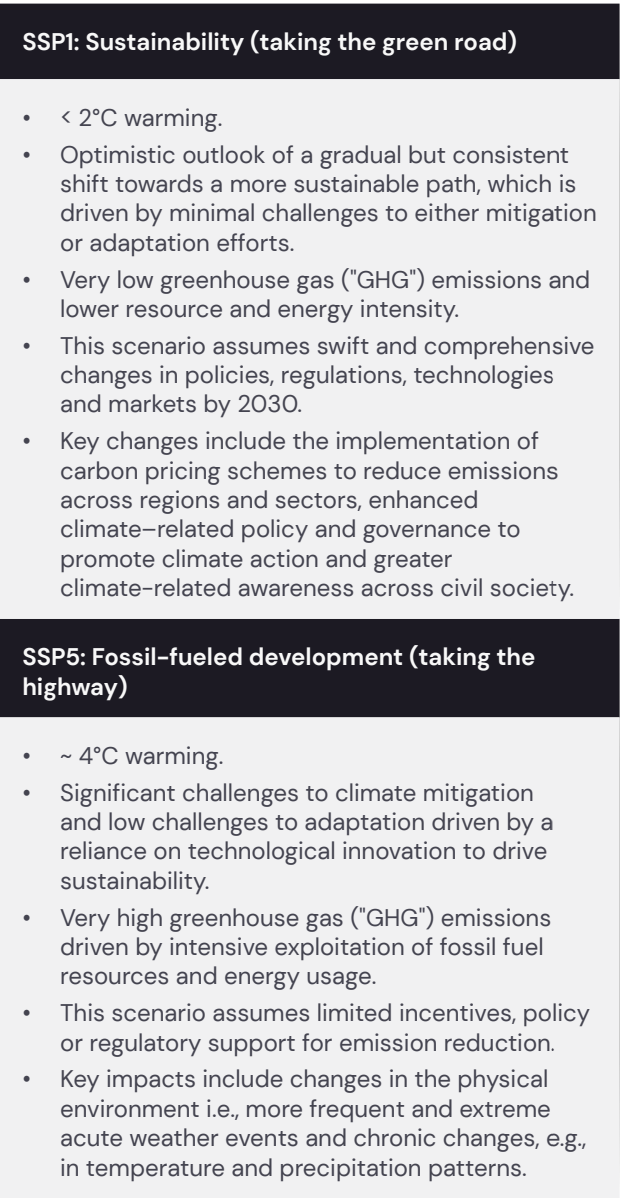 SSP1: Sustainability (taking the green road)
• < 2°C warming.
• Optimistic outlook of a gradual but consistent
shift towards a more sustainable path, which is
driven by minimal challenges to either mitigation
or adaptation efforts.
• Very low greenhouse gas ("GHG") emissions and
lower resource and energy intensity.
• This scenario assumes swift and comprehensive
changes in policies, regulations, technologies
and markets by 2030.
• Key changes include the implementation of
carbon pricing schemes to reduce emissions
across regions and sectors, enhanced
climate–related policy and governance to
promote climate action and greater
climate-related awareness across civil society.
SSP5: Fossil-fueled development (taking the
highway)
• ~ 4°C warming.
• Significant challenges to climate mitigation
and low challenges to adaptation driven by a
reliance on technological innovation to drive
sustainability.
• Very high greenhouse gas ("GHG") emissions
driven by intensive exploitation of fossil fuel
resources and energy usage.
• This scenario assumes limited incentives, policy
or regulatory support for emission reduction.
• Key impacts include changes in the physical
environment i.e., more frequent and extreme
acute weather events and chronic changes, e.g.,
in temperature and precipitation patterns.